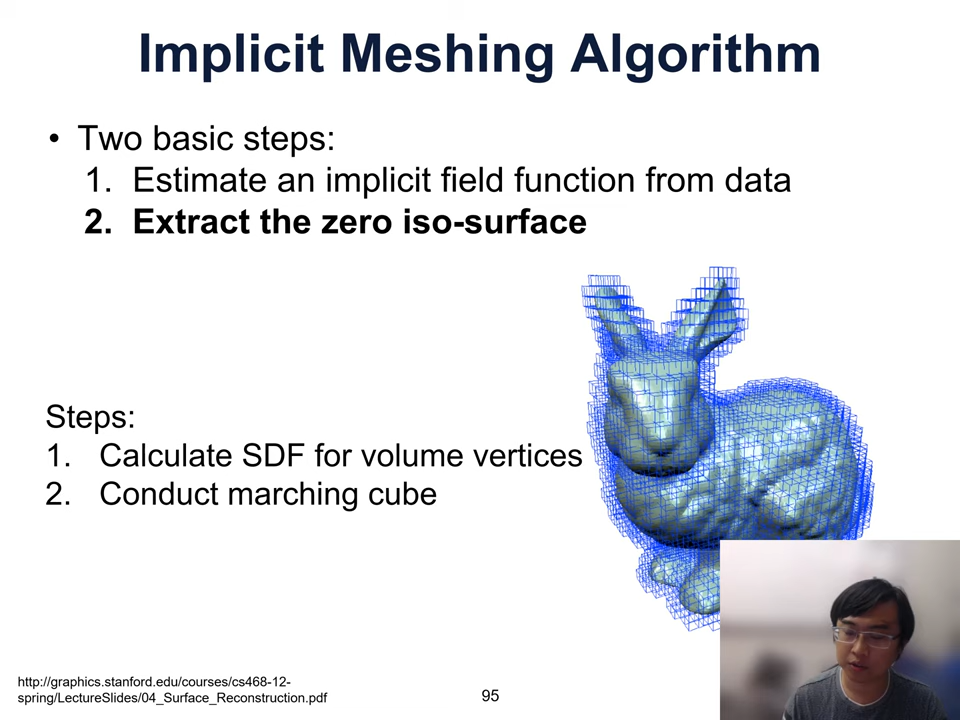 Implicit Meshing Algorithm
• Two basic steps:
1. Estimate an implicit field function from data
2. Extract the zero iso-surface
Steps:
1. Calculate SDF for volume vertices
2. Conduct marching cube
http://graphics.stanford.edu/courses/cs468-12-
spring/LectureSlides/04_Surface_Reconstruction.pdf
95